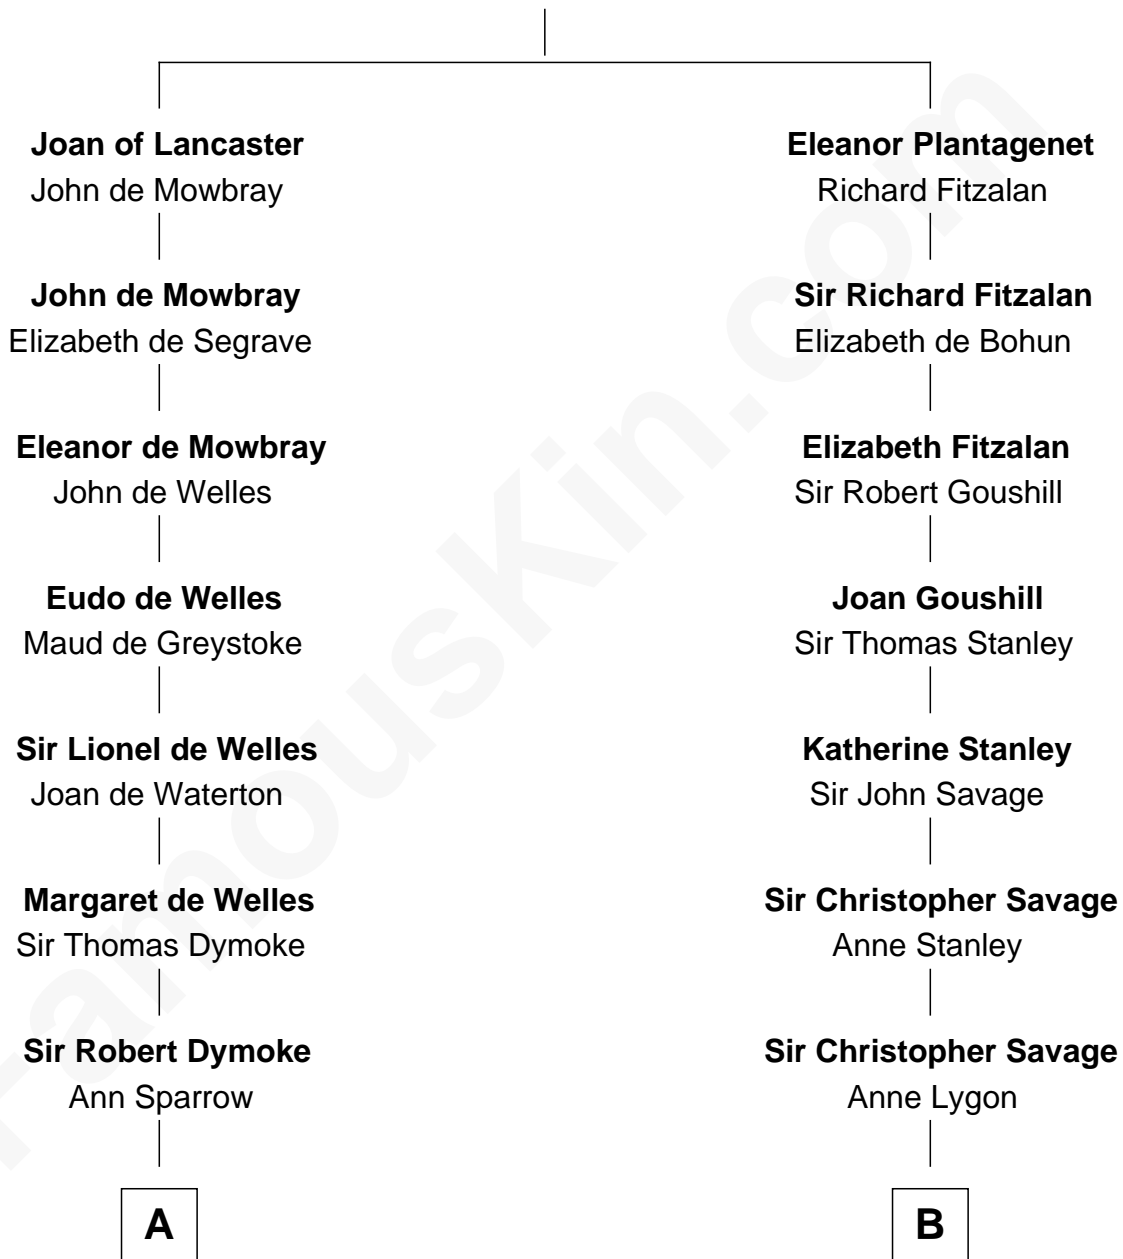 Joan of Lancaster
John de Mowbray
John de Mowbray
Elizabeth de Segrave
Eleanor de Mowbray
John de Welles
Eudo de Welles
Maud de Greystoke
Sir Lionel de Welles
Joan de Waterton
Margaret de Welles
Sir Thomas Dymoke
Sir Robert Dymoke
Ann Sparrow
A
Eleanor Plantagenet
Richard Fitzalan
Sir Richard Fitzalan
Elizabeth de Bohun
Elizabeth Fitzalan
Sir Robert Goushill
Joan Goushill
Sir Thomas Stanley
Katherine Stanley
Sir John Savage
Sir Christopher Savage
Anne Stanley
Sir Christopher Savage
Anne Lygon
B
FamousKin.com